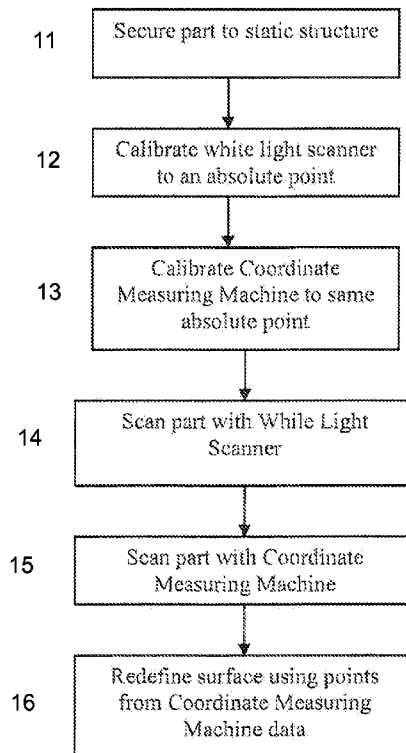 11
Secure part to static structure
12
Calibrate white light scanner
to an absolute point
13
Calibrate Coordinate
Measuring Machine to same
absolute point
14
Scan part with While Light
Scanner
15
Scan part with Coordinate
Measuring Machine
16
Redefine surface using points
from Coordinate Measuring
Machine data